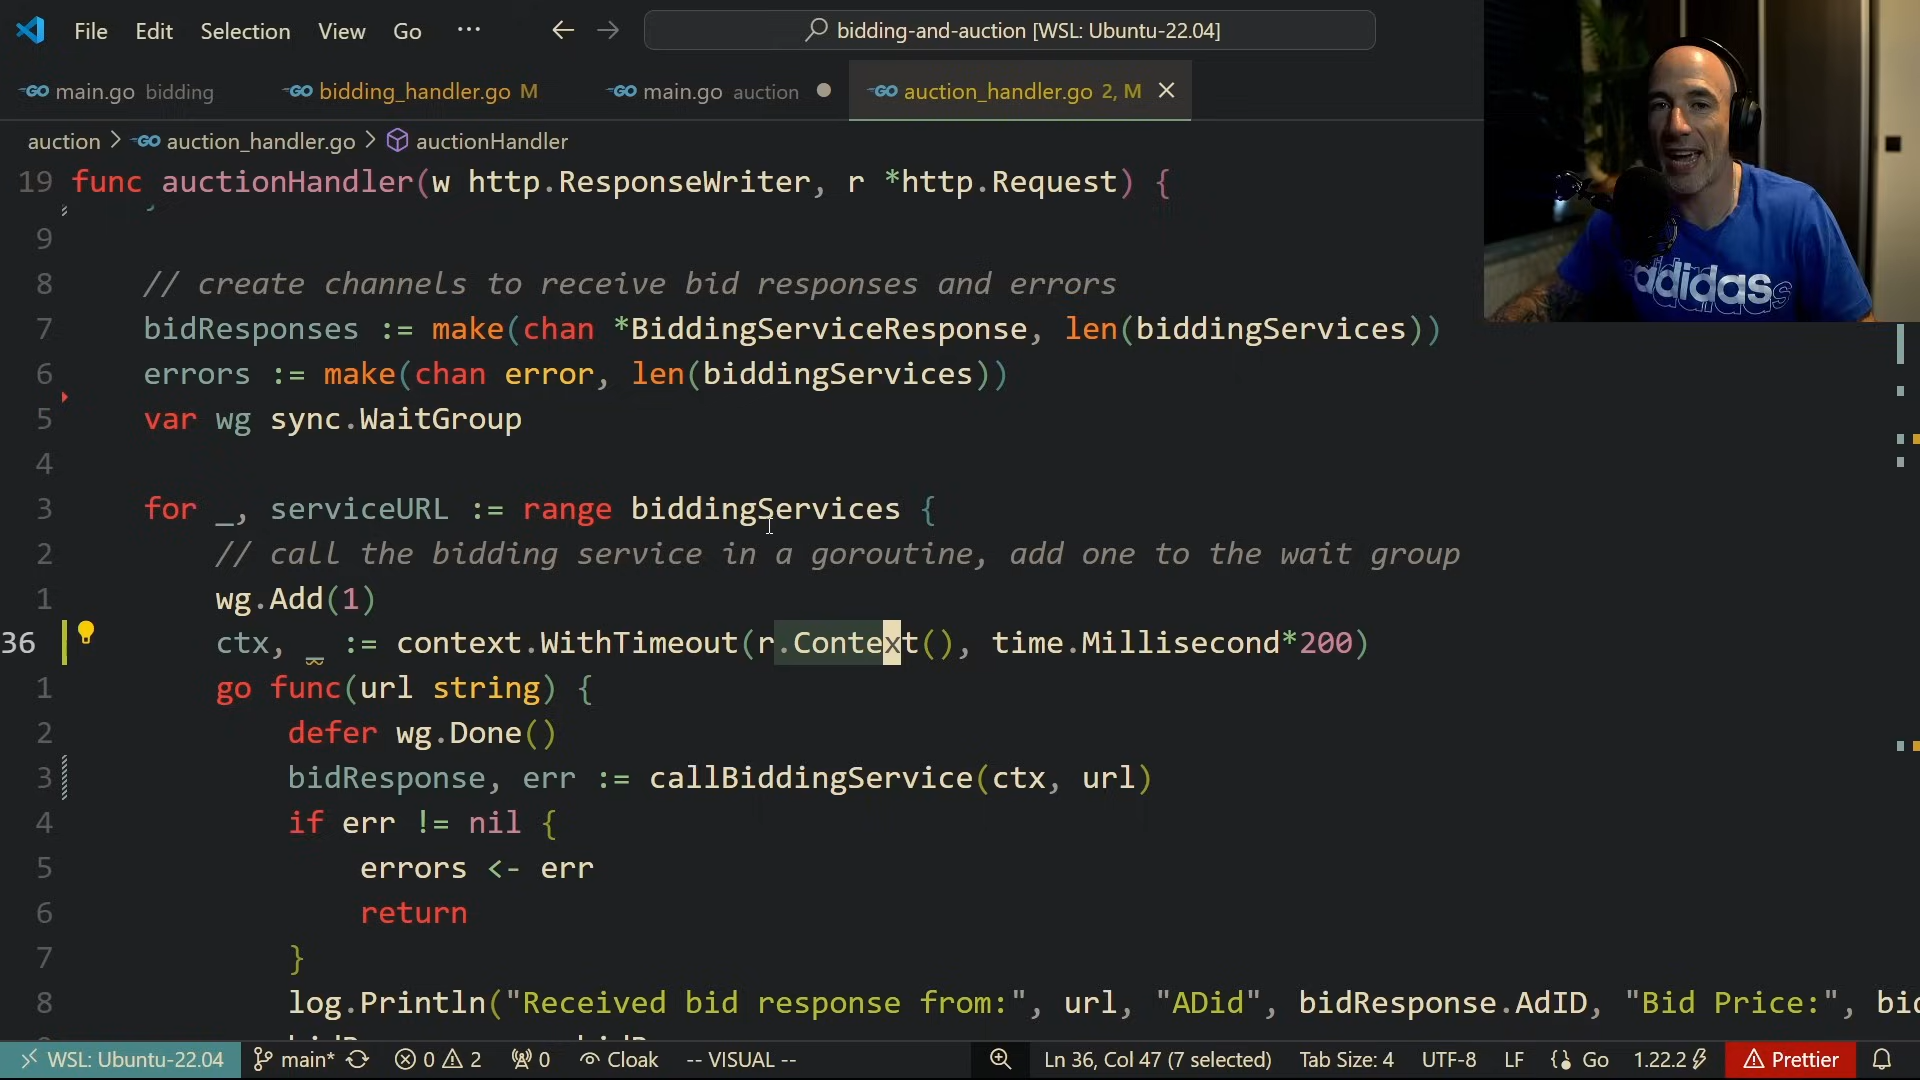 File Edit Selection View Go ···
bidding-and-auction [WSL: Ubuntu-22.04]
main.go bidding
bidding_handler.go M
main.go auction
auction_handler.go 2, M
auction > auction_handler.go > auctionHandler
19 func auctionHandler(w http.ResponseWriter, r *http.Request) {
9
8 // create channels to receive bid responses and errors
7 bidResponses := make(chan *BiddingServiceResponse, len(biddingServices))
6 errors := make(chan error, len(biddingServices))
5 var wg sync.WaitGroup
4
3 for _, serviceURL := range biddingServices {
2 // call the bidding service in a goroutine, add one to the wait group
1 wg.Add(1)
36 ctx, _ := context.WithTimeout(r.Context(), time.Millisecond*200)
1 go func(url string) {
2 defer wg.Done()
3 bidResponse, err := callBiddingService(ctx, url)
4 if err != nil {
5 errors <- err
6 return
7 }
8 log.Println("Received bid response from:", url, "ADid", bidResponse.AdID, "Bid Price:", bid
WSL: Ubuntu-22.04 main* 0 2 0 Cloak -- VISUAL -- Ln 36, Col 47 (7 selected) Tab Size: 4 UTF-8 LF Go 1.22.2 Prettier
adidas